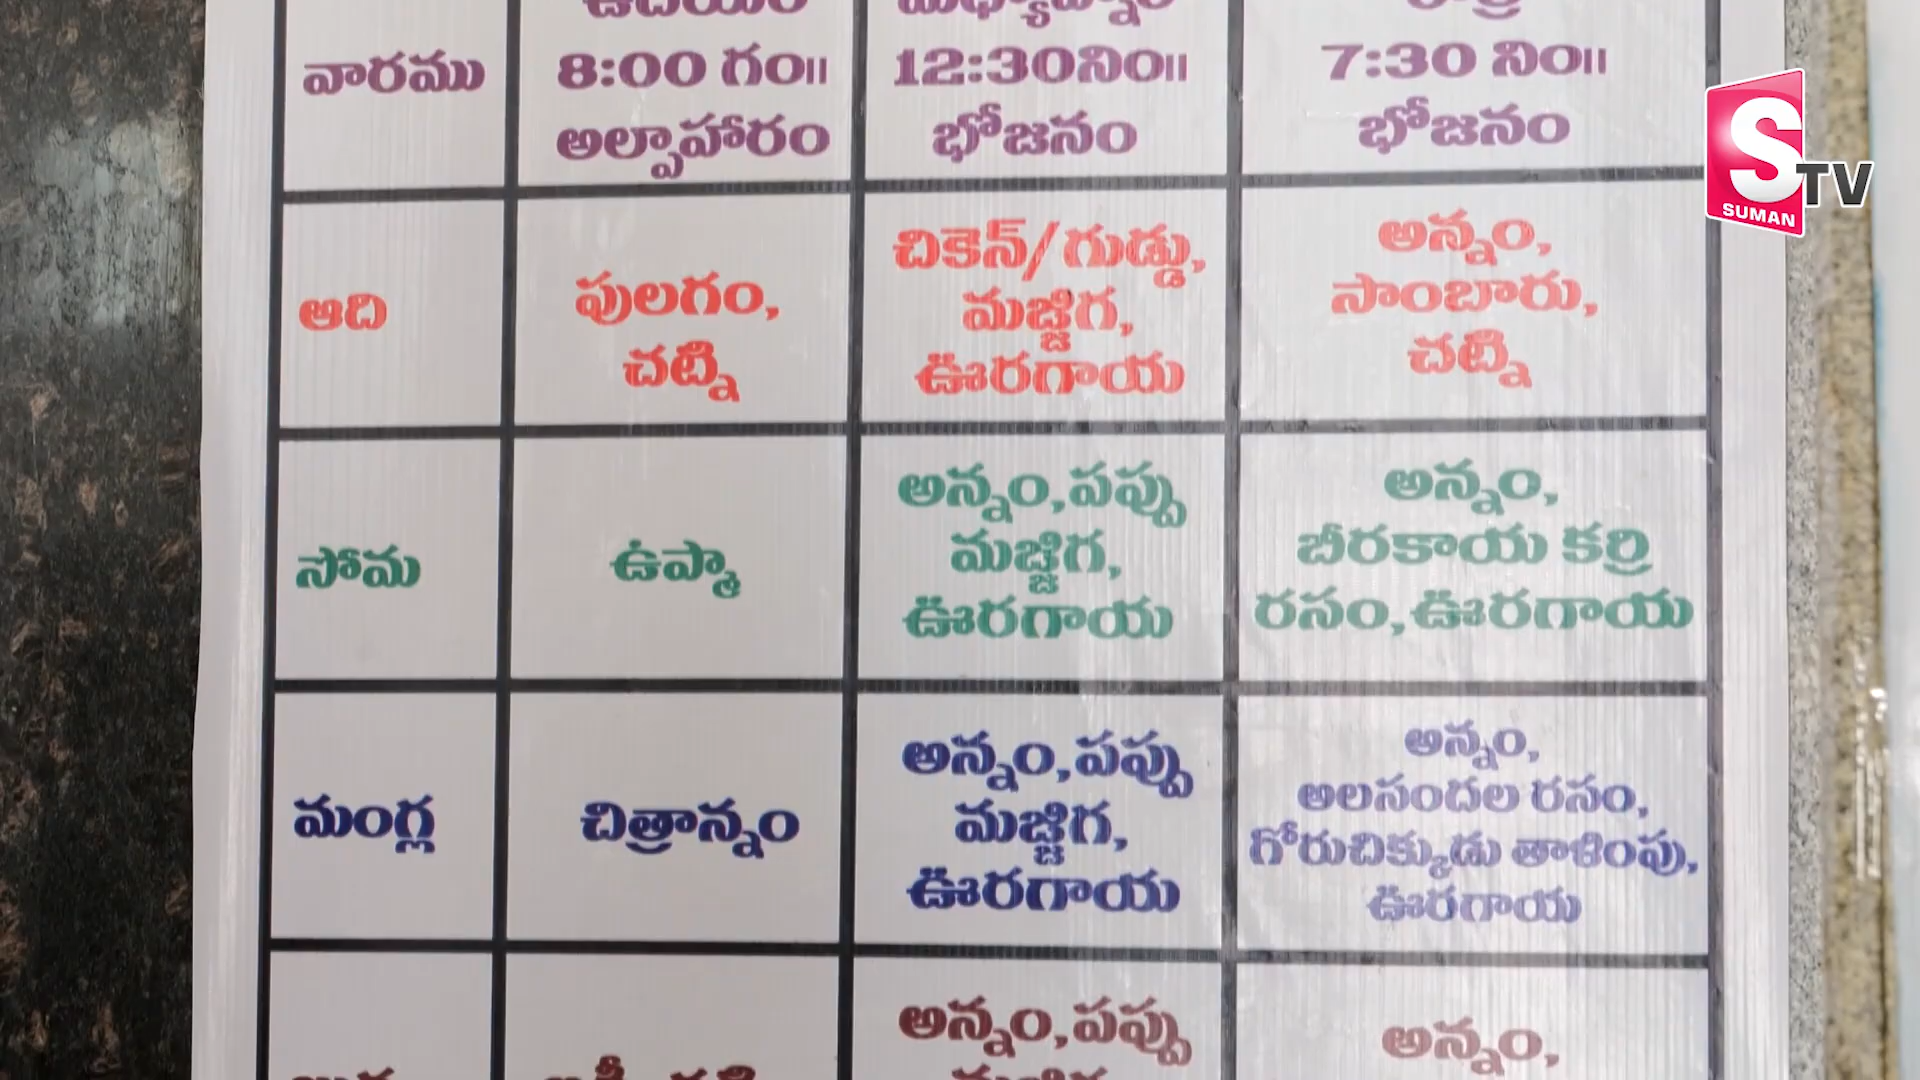 వారము
ఉదయం
8:00 గం॥
అల్పాహారం
మధ్యాహ్నం
12:30నిం॥
భోజనం
రాత్రి
7:30 నిం॥
భోజనం
ఆది
పులగం,
చట్ని
చికెన్/గుడ్డు,
మజ్జిగ,
ఊరగాయ
అన్నం,
సాంబారు,
చట్ని
సోమ
ఉప్మా
అన్నం,పప్పు
మజ్జిగ,
ఊరగాయ
అన్నం,
బీరకాయ కర్రి
రసం,ఊరగాయ
మంగ్ల
చిత్రాన్నం
అన్నం,పప్పు
మజ్జిగ,
ఊరగాయ
అన్నం,
అలసందల రసం,
గోరుచిక్కుడు తాళింపు,
ఊరగాయ
అన్నం,పప్పు
అన్నం,
S TV
SUMAN